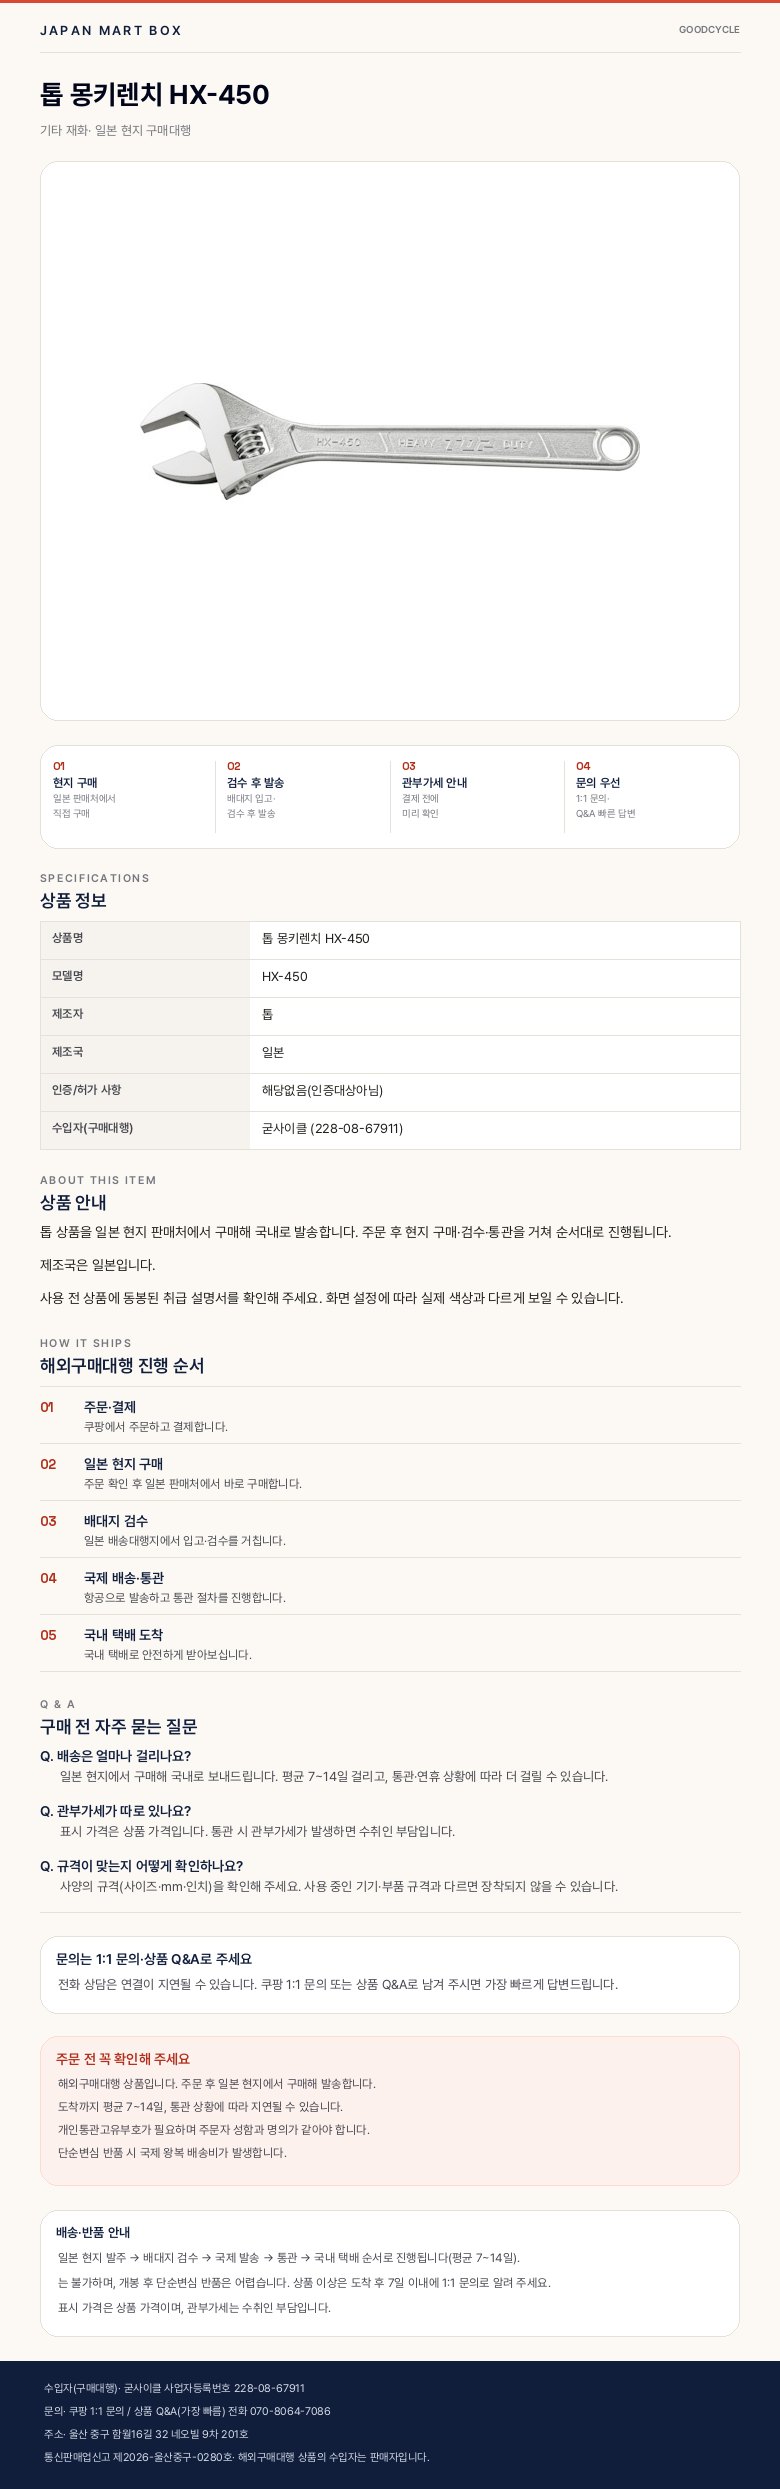 JAPAN MART BOX
GOODCYCLE
톱 몽키렌치 HX-450
기타 재화· 일본 현지 구매대행
HX-450
HEAVY TOP DUTY
01
현지 구매
일본 판매처에서
직접 구매
02
검수 후 발송
배대지 입고·
검수 후 발송
03
관부가세 안내
결제 전에
미리 확인
04
문의 우선
1:1 문의·
Q&A 빠른 답변
SPECIFICATIONS
상품 정보
상품명 톱 몽키렌치 HX-450
모델명 HX-450
제조자 톱
제조국 일본
인증/허가 사항 해당없음(인증대상아님)
수입자(구매대행) 굳사이클 (228-08-67911)
ABOUT THIS ITEM
상품 안내
톱 상품을 일본 현지 판매처에서 구매해 국내로 발송합니다. 주문 후 현지 구매·검수·통관을 거쳐 순서대로 진행됩니다.
제조국은 일본입니다.
사용 전 상품에 동봉된 취급 설명서를 확인해 주세요. 화면 설정에 따라 실제 색상과 다르게 보일 수 있습니다.
HOW IT SHIPS
해외구매대행 진행 순서
01 주문·결제
쿠팡에서 주문하고 결제합니다.
02 일본 현지 구매
주문 확인 후 일본 판매처에서 바로 구매합니다.
03 배대지 검수
일본 배송대행지에서 입고·검수를 거칩니다.
04 국제 배송·통관
항공으로 발송하고 통관 절차를 진행합니다.
05 국내 택배 도착
국내 택배로 안전하게 받아보십니다.
Q & A
구매 전 자주 묻는 질문
Q. 배송은 얼마나 걸리나요?
일본 현지에서 구매해 국내로 보내드립니다. 평균 7~14일 걸리고, 통관·연휴 상황에 따라 더 걸릴 수 있습니다.
Q. 관부가세가 따로 있나요?
표시 가격은 상품 가격입니다. 통관 시 관부가세가 발생하면 수취인 부담입니다.
Q. 규격이 맞는지 어떻게 확인하나요?
사양의 규격(사이즈·mm·인치)을 확인해 주세요. 사용 중인 기기·부품 규격과 다르면 장착되지 않을 수 있습니다.
문의는 1:1 문의·상품 Q&A로 주세요
전화 상담은 연결이 지연될 수 있습니다. 쿠팡 1:1 문의 또는 상품 Q&A로 남겨 주시면 가장 빠르게 답변드립니다.
주문 전 꼭 확인해 주세요
해외구매대행 상품입니다. 주문 후 일본 현지에서 구매해 발송합니다.
도착까지 평균 7~14일, 통관 상황에 따라 지연될 수 있습니다.
개인통관고유부호가 필요하며 주문자 성함과 명의가 같아야 합니다.
단순변심 반품 시 국제 왕복 배송비가 발생합니다.
배송·반품 안내
일본 현지 발주 → 배대지 검수 → 국제 발송 → 통관 → 국내 택배 순서로 진행됩니다(평균 7~14일).
는 불가하며, 개봉 후 단순변심 반품은 어렵습니다. 상품 이상은 도착 후 7일 이내에 1:1 문의로 알려 주세요.
표시 가격은 상품 가격이며, 관부가세는 수취인 부담입니다.
수입자(구매대행)· 굳사이클 사업자등록번호 228-08-67911
문의· 쿠팡 1:1 문의 / 상품 Q&A(가장 빠름) 전화 070-8064-7086
주소· 울산 중구 함월16길 32 네오빌 9차 201호
통신판매업신고 제2026-울산중구-0280호· 해외구매대행 상품의 수입자는 판매자입니다.